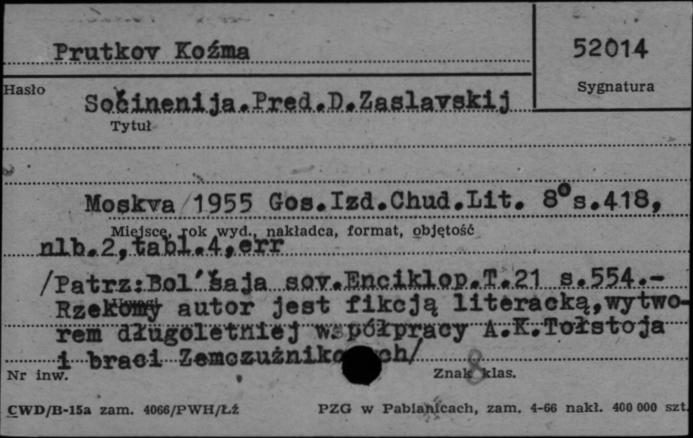 Prutkov Koźma
52014
Hasło
Sygnatura
Sočinenija.Pred.D.Zaslavskij
Tytuł
Moskva 1955 Gos.Izd.Chud.Lit. 8° s.418,
Miejsce, rok wyd., nakładca, format, objętość
nlb.2,tabl.4,err
/Patrz:Bol'šaja sov.Enciklop.T.21 s.554.-
Rzekomy autor jest fikcją literacką,wytwo-
rem długoletniej współpracy A.K.Tołstoja
i braci
Nr inw.
Znak klas.
8
CWD/B-15a zam. 4066/PWH/Łż
PZG w Pabianicach, zam. 4-66 nakł. 400 000 szt.